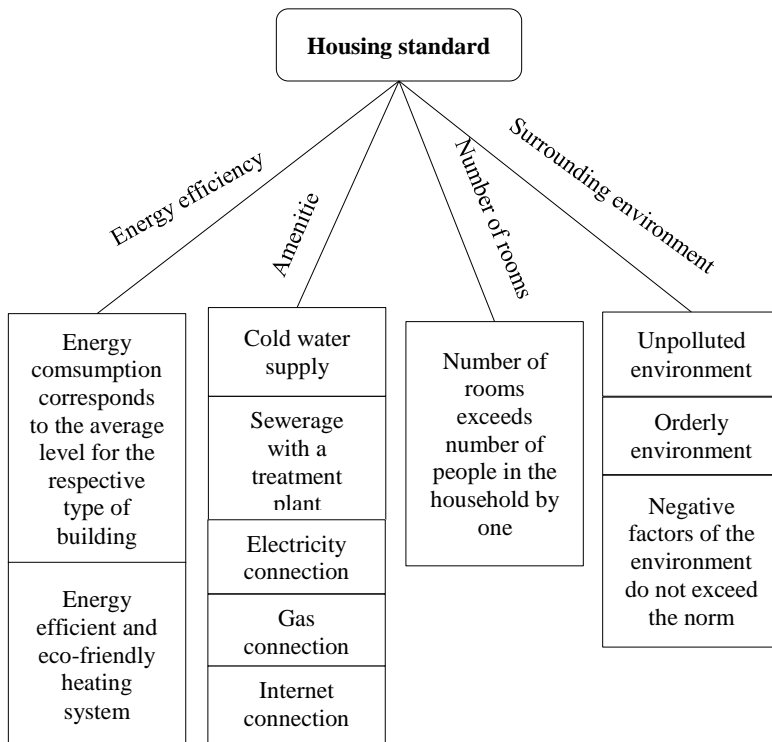 Housing standard
Energy efficiency
Amenitie
Number of rooms
Surrounding environment
Energy
comsumption
corresponds
to the average
level for the
respective
type of
building
Energy
efficient and
eco-friendly
heating
system
Cold water
supply
Sewerage
with a
treatment
plant
Electricity
connection
Gas
connection
Internet
connection
Number of
rooms
exceeds
number of
people in the
household by
one
Unpolluted
environment
Orderly
environment
Negative
factors of the
environment
do not exceed
the norm